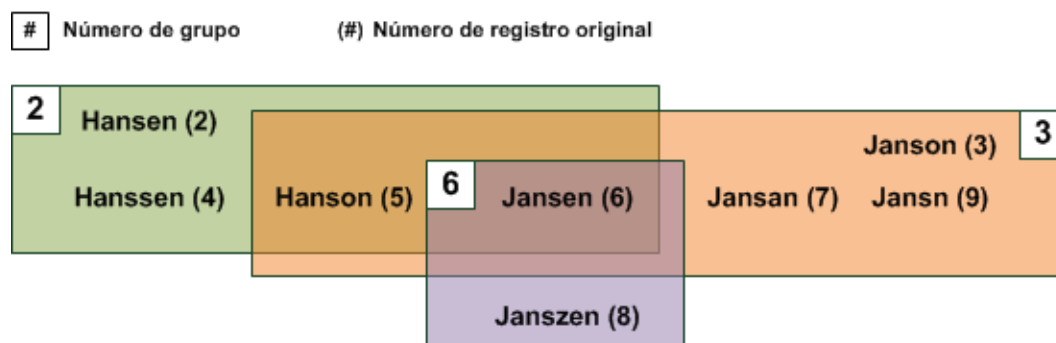 # Número de grupo (#) Número de registro original
2 Hansen (2)
Janson (3) 3
Hanssen (4) Hanson (5) 6 Jansen (6) Jansan (7) Jansn (9)
Janszen (8)